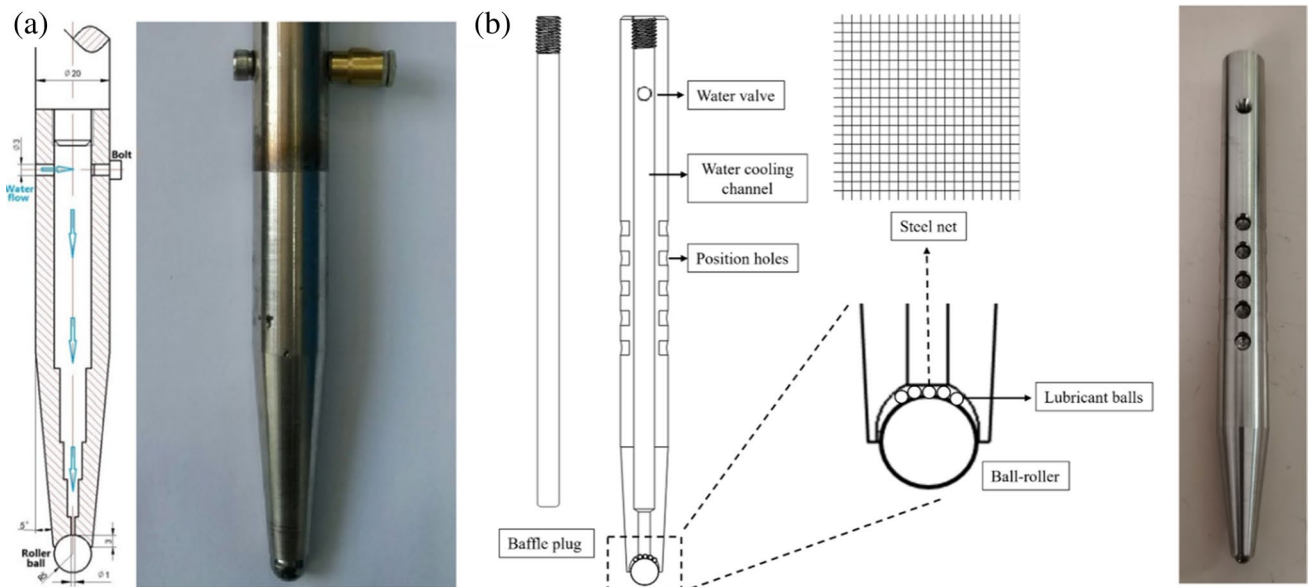 (a)
(b)
Ø20
Ø3
Bolt
Water
flow
5°
3
Roller
ball
R5
Ø1
Water valve
Water cooling
channel
Position holes
Baffle plug
Steel net
Lubricant balls
Ball-roller